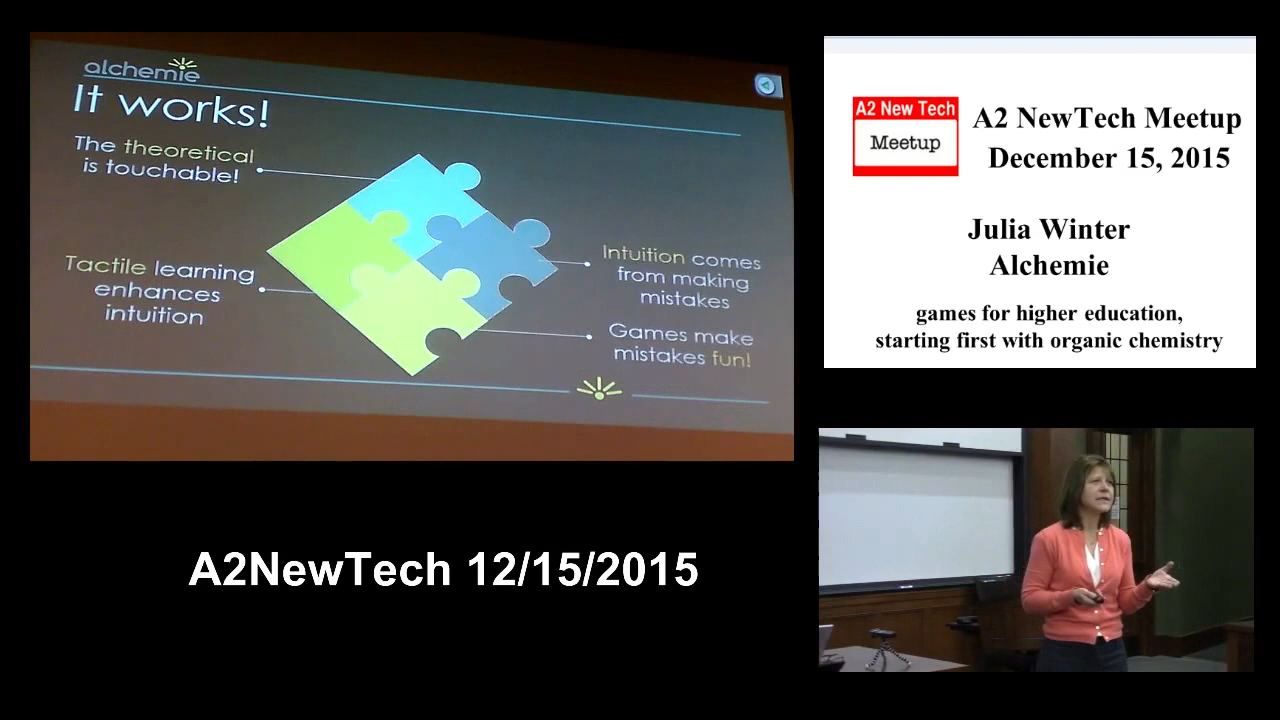 alchemie
It works!
The theoretical
is touchable!
Tactile learning
enhances
intuition
Intuition comes
from making
mistakes
Games make
mistakes fun!
A2 New Tech
Meetup
A2 NewTech Meetup
December 15, 2015
Julia Winter
Alchemie
games for higher education,
starting first with organic chemistry
A2NewTech 12/15/2015